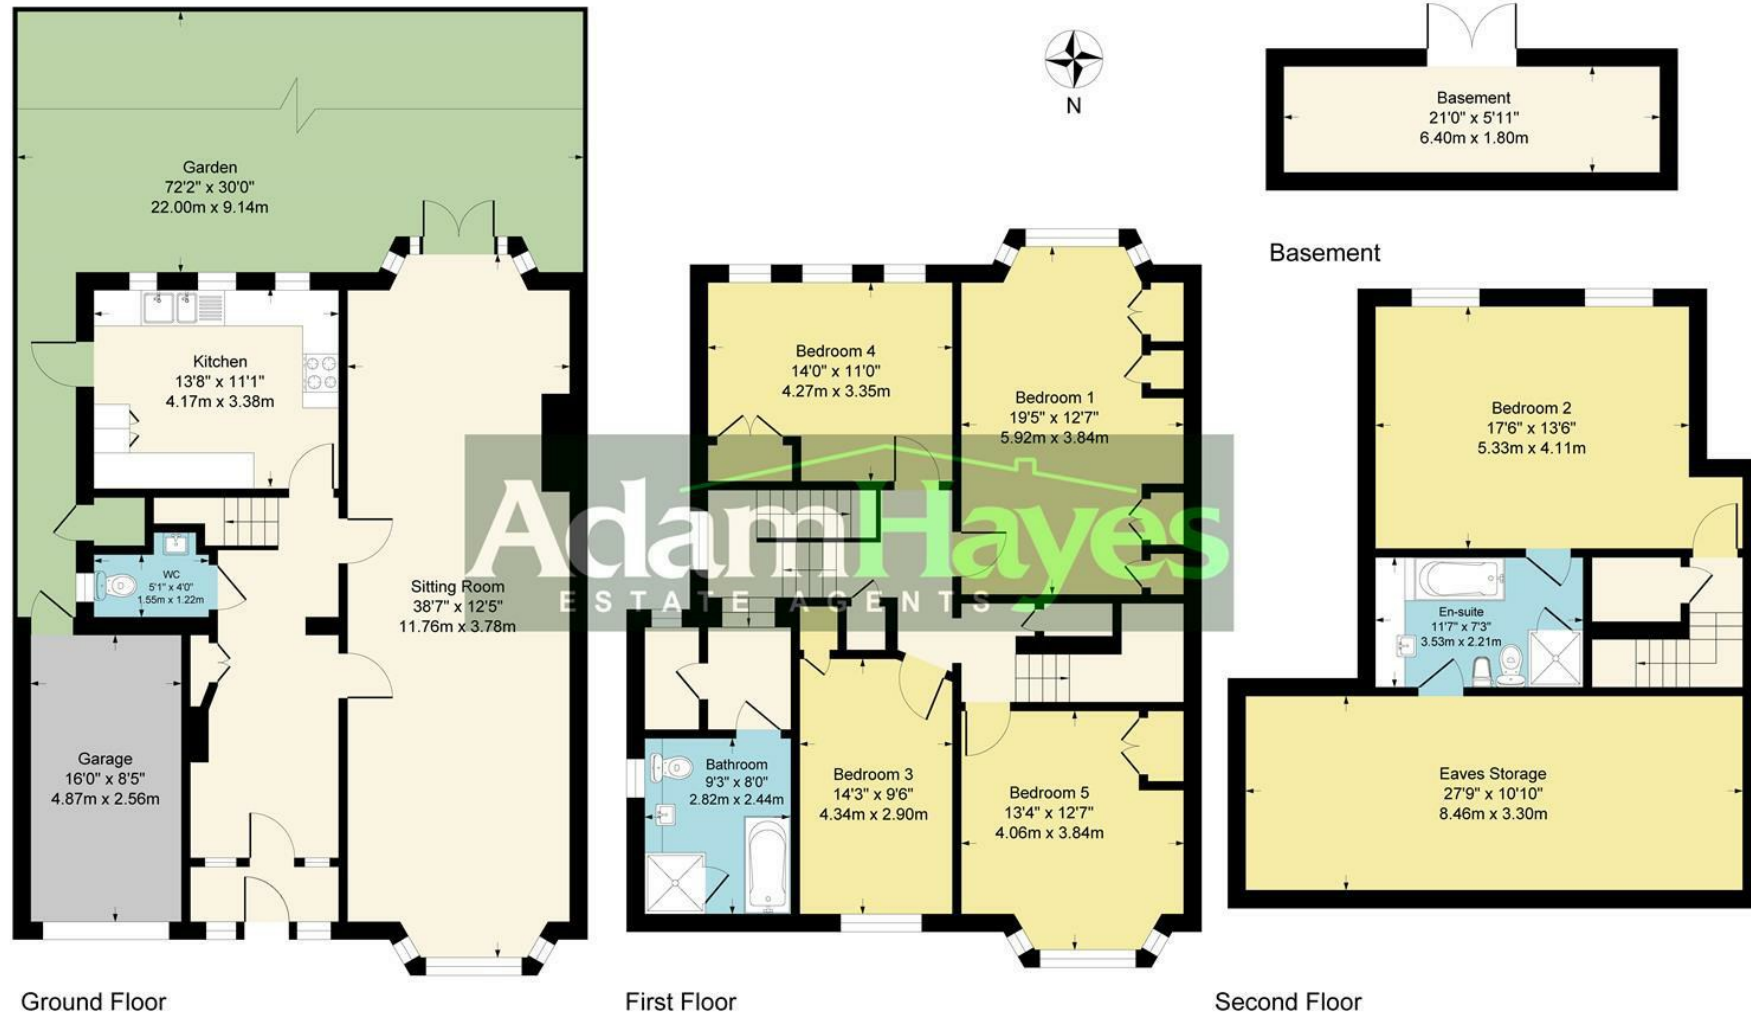 Garden
72'2" x 30'0"
22.00m x 9.14m
Kitchen
13'8" x 11'1"
4.17m x 3.38m
WC
5'1" x 4'0"
1.55m x 1.22m
Sitting Room
38'7" x 12'5"
11.76m x 3.78m
Garage
16'0" x 8'5"
4.87m x 2.56m
Ground Floor
N
Bedroom 4
14'0" x 11'0"
4.27m x 3.35m
Bedroom 1
19'5" x 12'7"
5.92m x 3.84m
AdamHayes
ESTATE AGENTS
Bathroom
9'3" x 8'0"
2.82m x 2.44m
Bedroom 3
14'3" x 9'6"
4.34m x 2.90m
Bedroom 5
13'4" x 12'7"
4.06m x 3.84m
First Floor
Basement
21'0" x 5'11"
6.40m x 1.80m
Basement
Bedroom 2
17'6" x 13'6"
5.33m x 4.11m
En-suite
11'7" x 7'3"
3.53m x 2.21m
Eaves Storage
27'9" x 10'10"
8.46m x 3.30m
Second Floor